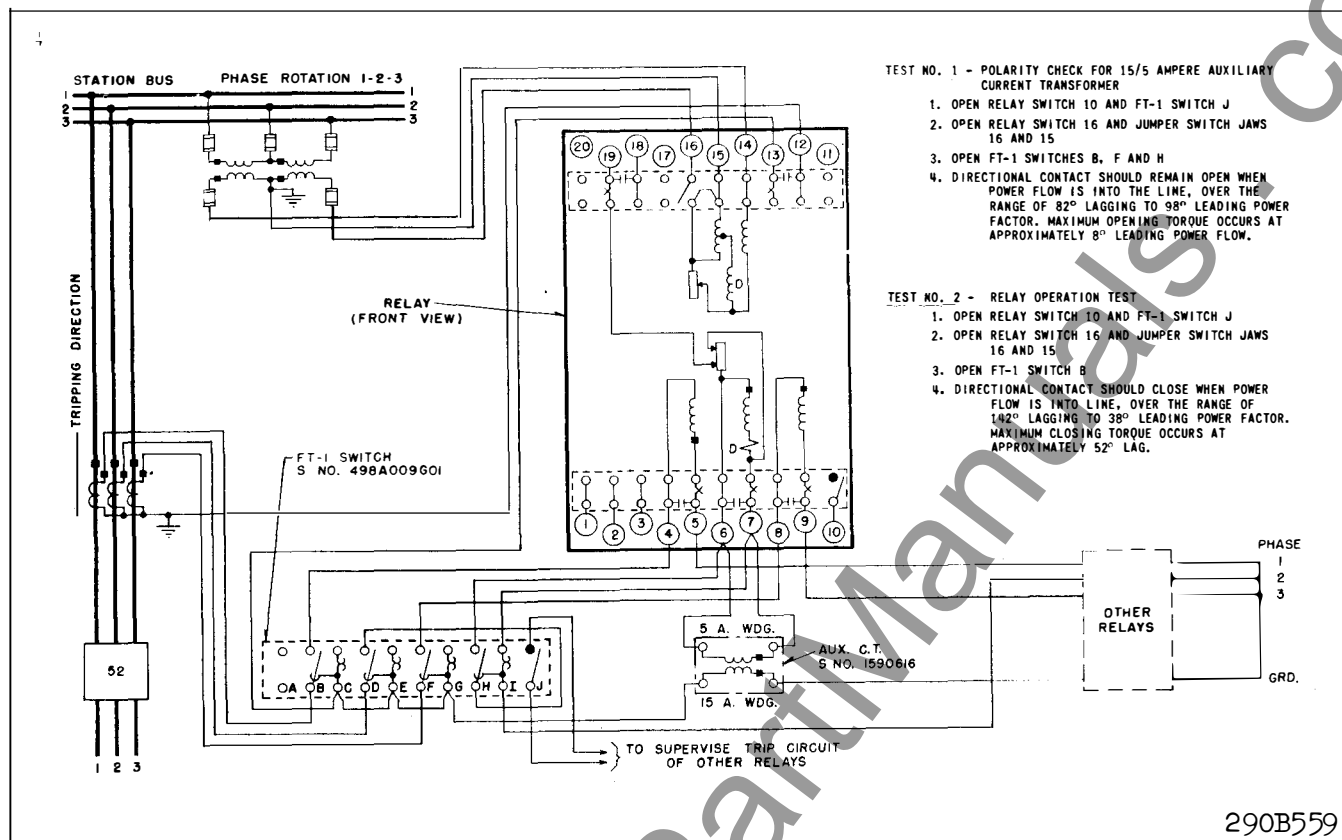 STATION BUS
PHASE ROTATION 1-2-3
1
2
3
1
2
3
TEST NO. 1 - POLARITY CHECK FOR 15/5 AMPERE AUXILIARY
CURRENT TRANSFORMER
1. OPEN RELAY SWITCH 10 AND FT-1 SWITCH J
2. OPEN RELAY SWITCH 16 AND JUMPER SWITCH JAWS
16 AND 15
3. OPEN FT-1 SWITCHES B, F AND H
4. DIRECTIONAL CONTACT SHOULD REMAIN OPEN WHEN
POWER FLOW IS INTO THE LINE, OVER THE
RANGE OF 82° LAGGING TO 98° LEADING POWER
FACTOR. MAXIMUM OPENING TORQUE OCCURS AT
APPROXIMATELY 8° LEADING POWER FLOW.
20 19 18 17 16 15 14 13 12 11
D
RELAY
(FRONT VIEW)
TEST NO. 2 - RELAY OPERATION TEST
1. OPEN RELAY SWITCH 10 AND FT-1 SWITCH J
2. OPEN RELAY SWITCH 16 AND JUMPER SWITCH JAWS
16 AND 15
3. OPEN FT-1 SWITCH B
4. DIRECTIONAL CONTACT SHOULD CLOSE WHEN POWER
FLOW IS INTO LINE, OVER THE RANGE OF
142° LAGGING TO 38° LEADING POWER FACTOR.
MAXIMUM CLOSING TORQUE OCCURS AT
APPROXIMATELY 52° LAG.
TRIPPING DIRECTION
D
FT-1 SWITCH
S NO. 498A009G01
1 2 3 4 5 6 7 8 9 10
PHASE
1
2
3
OTHER
RELAYS
GRD.
5 A. WDG.
AUX. C.T.
S NO. 1590616
15 A. WDG.
A B C D E F G H I J
52
1 2 3
TO SUPERVISE TRIP CIRCUIT
OF OTHER RELAYS
290B559